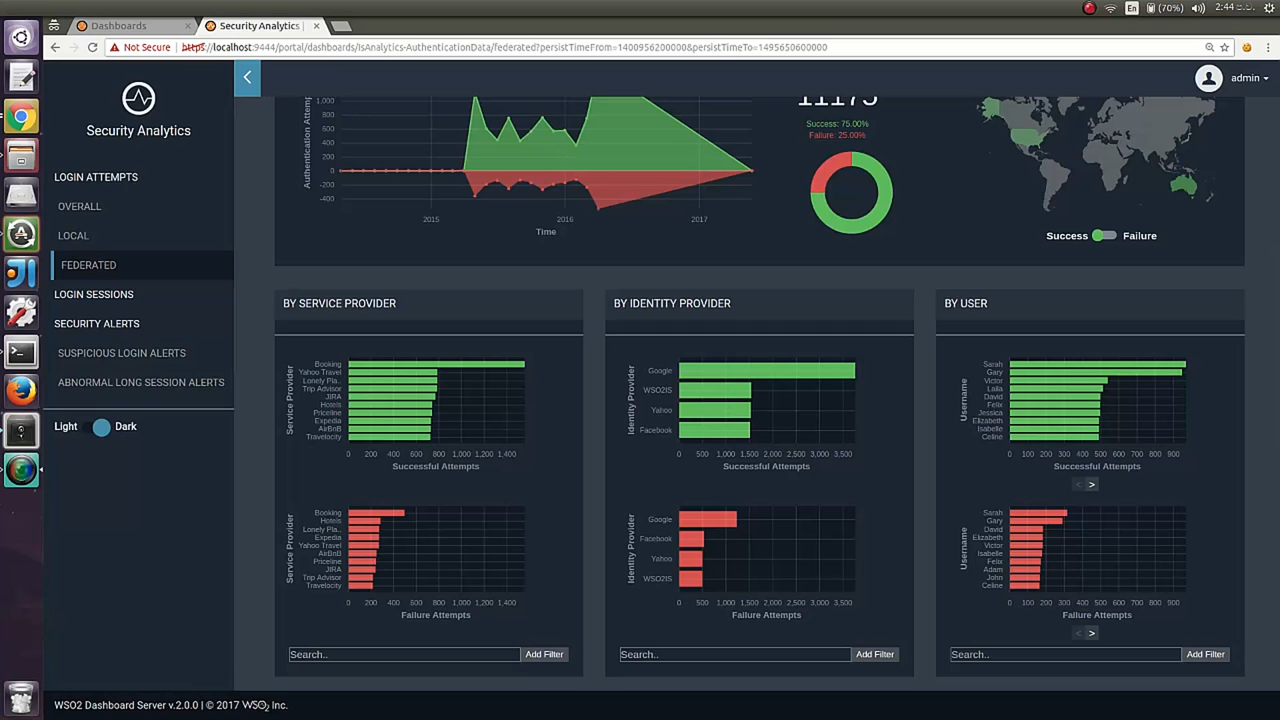 En
(70%)
2:44
Dashboards
Security Analytics
Not Secure
https://localhost:9444/portal/dashboards/IsAnalytics-AuthenticationData/federated?persistTimeFrom=1400956200000&persistTimeTo=1495650600000
Security Analytics
LOGIN ATTEMPTS
OVERALL
LOCAL
FEDERATED
LOGIN SESSIONS
SECURITY ALERTS
SUSPICIOUS LOGIN ALERTS
ABNORMAL LONG SESSION ALERTS
Light Dark
admin
1,000
800
600
400
200
0
-200
-400
2015 2016 2017
Time
11175
Success: 75.00%
Failure: 25.00%
Success Failure
BY SERVICE PROVIDER
Service Provider
Booking
Yahoo Travel
Lonely Pla..
Trip Advisor
JIRA
Hotels
Priceline
Expedia
AirBnB
Travelocity
0 200 400 600 800 1,000 1,200 1,400
Successful Attempts
Service Provider
Booking
Hotels
Lonely Pla..
Expedia
Yahoo Travel
AirBnB
Priceline
JIRA
Trip Advisor
Travelocity
0 200 400 600 800 1,000 1,200 1,400
Failure Attempts
Search..
Add Filter
BY IDENTITY PROVIDER
Identity Provider
Google
WSO2IS
Yahoo
Facebook
0 500 1,000 1,500 2,000 2,500 3,000 3,500
Successful Attempts
Identity Provider
Google
Facebook
Yahoo
WSO2IS
0 500 1,000 1,500 2,000 2,500 3,000 3,500
Failure Attempts
Search..
Add Filter
BY USER
Username
Sarah
Gary
Victor
Laila
David
Felix
Jessica
Elizabeth
Isabelle
Celine
0 100 200 300 400 500 600 700 800 900
Successful Attempts
< >
Username
Sarah
Gary
David
Elizabeth
Victor
Isabelle
Felix
Adam
John
Celine
0 100 200 300 400 500 600 700 800 900
Failure Attempts
< >
Search..
Add Filter
WSO2 Dashboard Server v.2.0.0 | © 2017 WSO2 Inc.